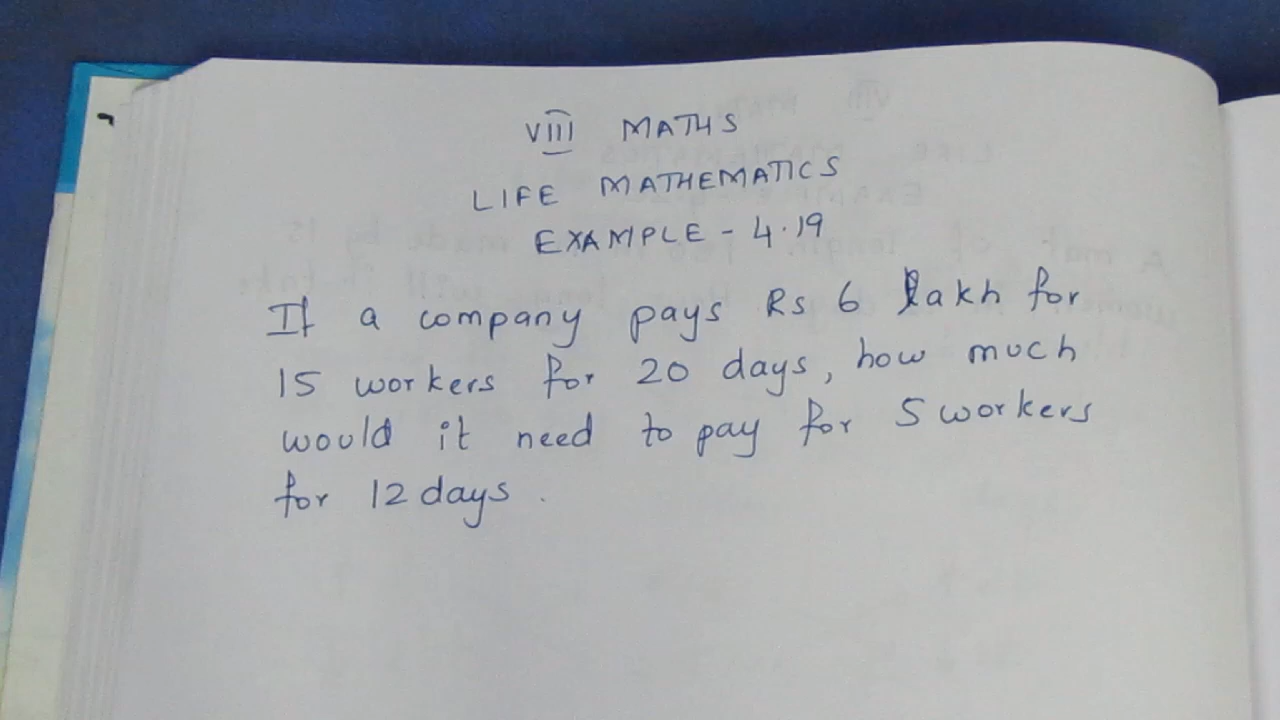 VIII MATHS
LIFE MATHEMATICS
EXAMPLE - 4.19
If a company pays Rs 6 lakh for
15 workers for 20 days, how much
would it need to pay for 5 workers
for 12 days.